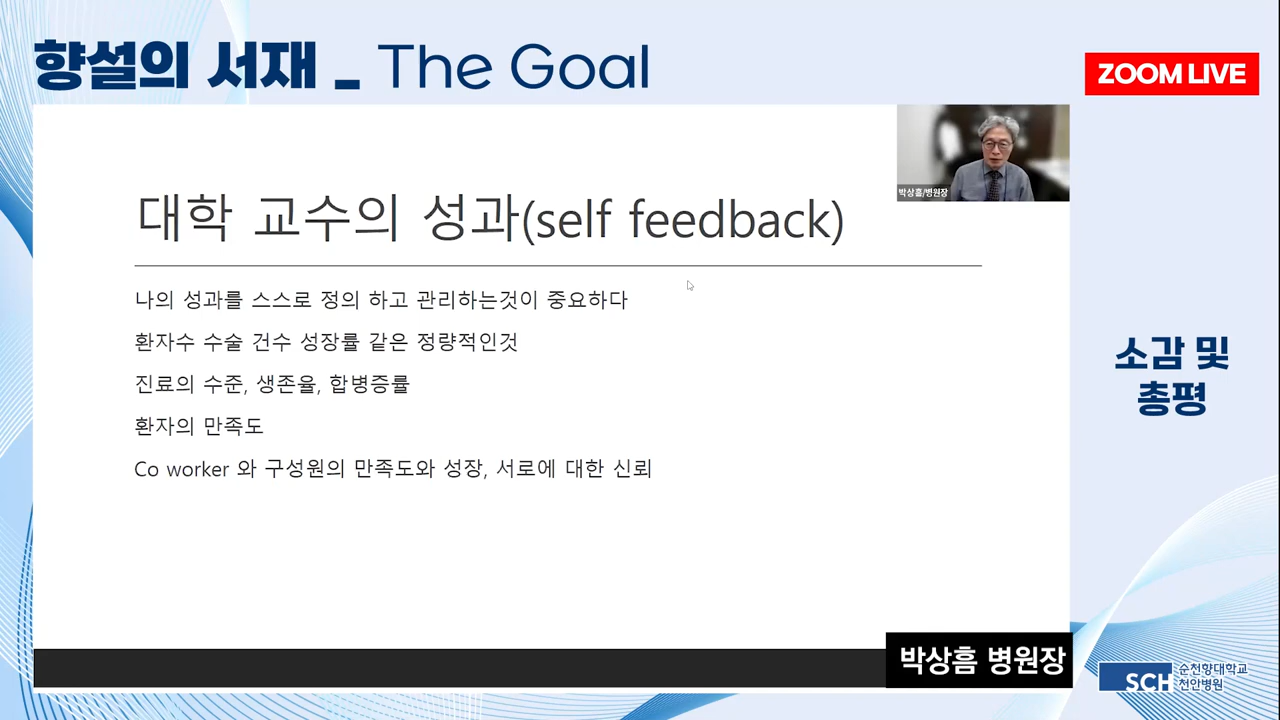 향설의 서재 _ The Goal
ZOOM LIVE
박상흠/병원장
대학 교수의 성과(self feedback)
나의 성과를 스스로 정의 하고 관리하는것이 중요하다
환자수 수술 건수 성장률 같은 정량적인것
진료의 수준, 생존율, 합병증률
환자의 만족도
Co worker 와 구성원의 만족도와 성장, 서로에 대한 신뢰
소감 및
총평
박상흠 병원장
SCH 순천향대학교
천안병원